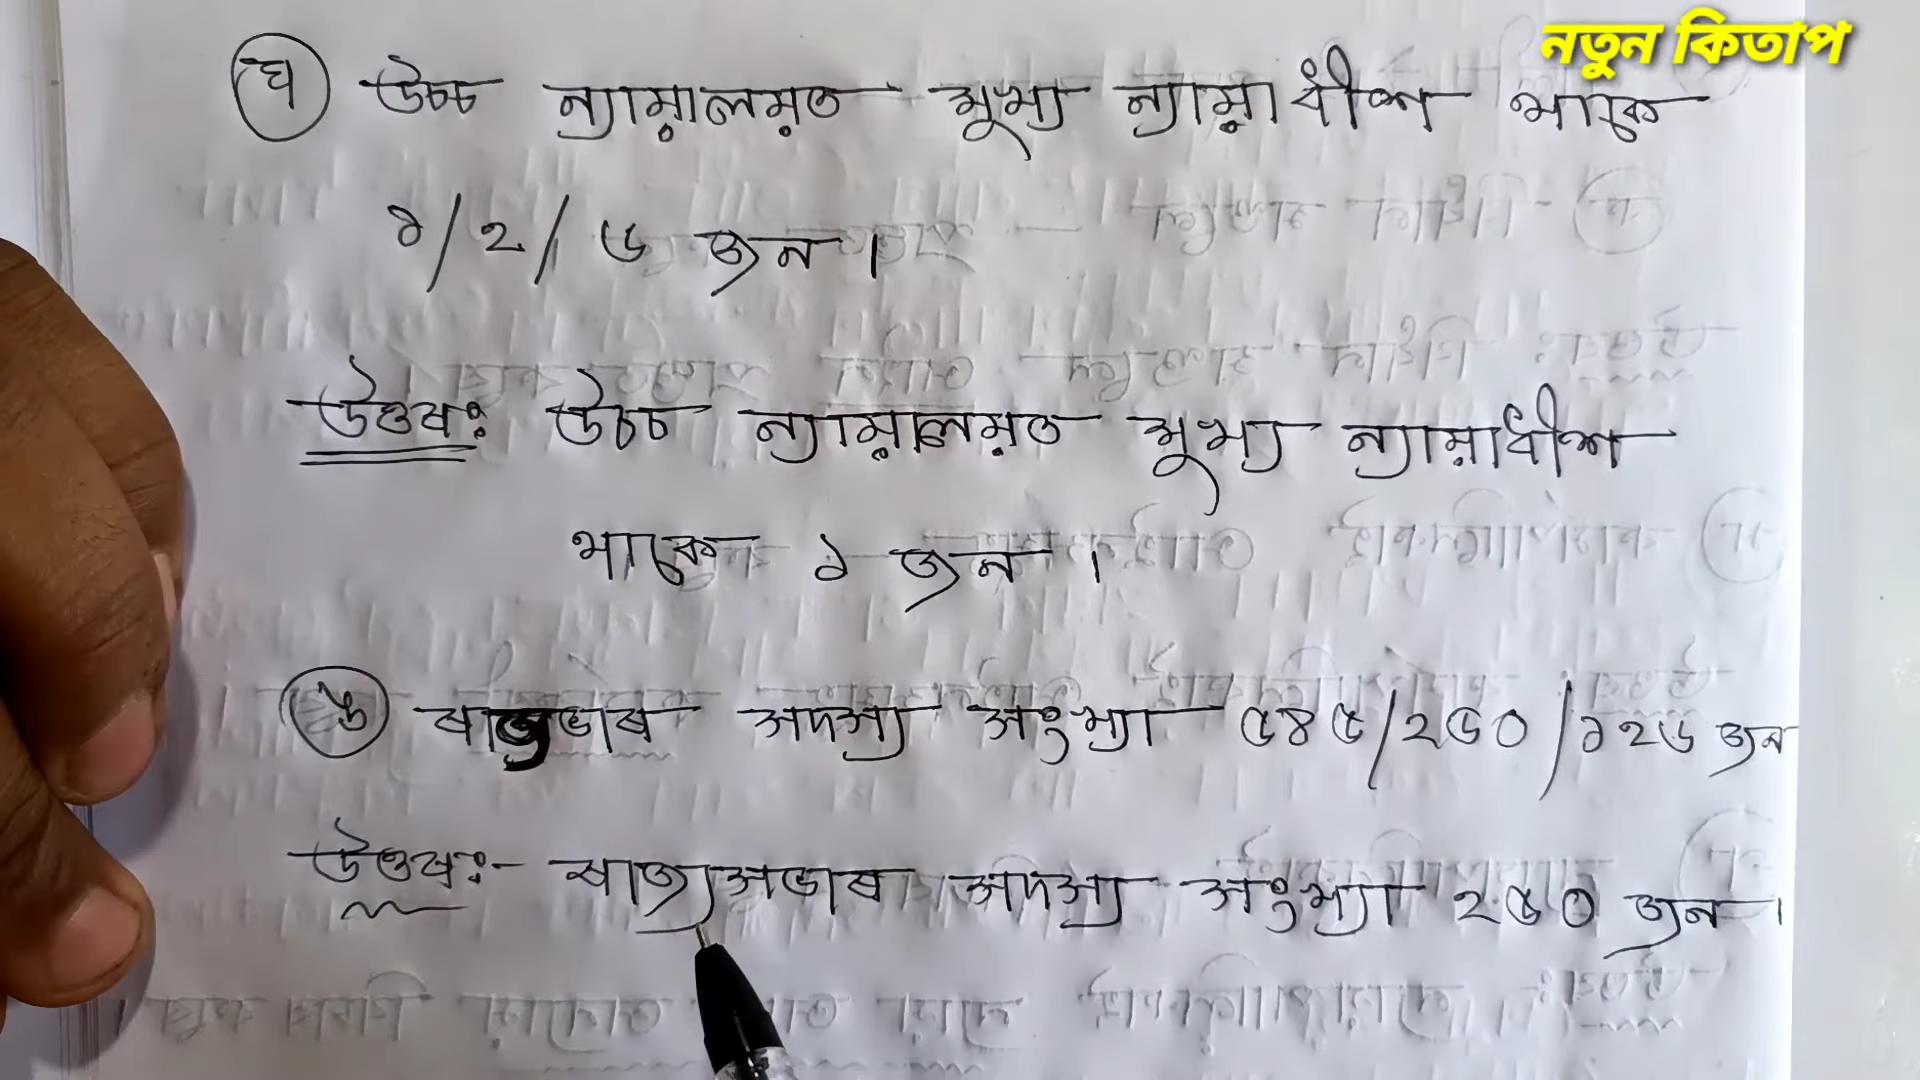 নতুন কিতাপ
ঘ উচ্চ ন্যায়ালয়ত মুখ্য ন্যায়াধীশ থাকে
১/২/৬ জন।
উত্তৰঃ উচ্চ ন্যায়ালয়ত মুখ্য ন্যায়াধীশ
থাকে ১ জন।
ঙ সদস্য সংখ্যা ৫৪৫/২৫০/১২৬ জন
উত্তৰঃ- ৰাজ্যসভাৰ সদস্য সংখ্যা ২৫০ জন।